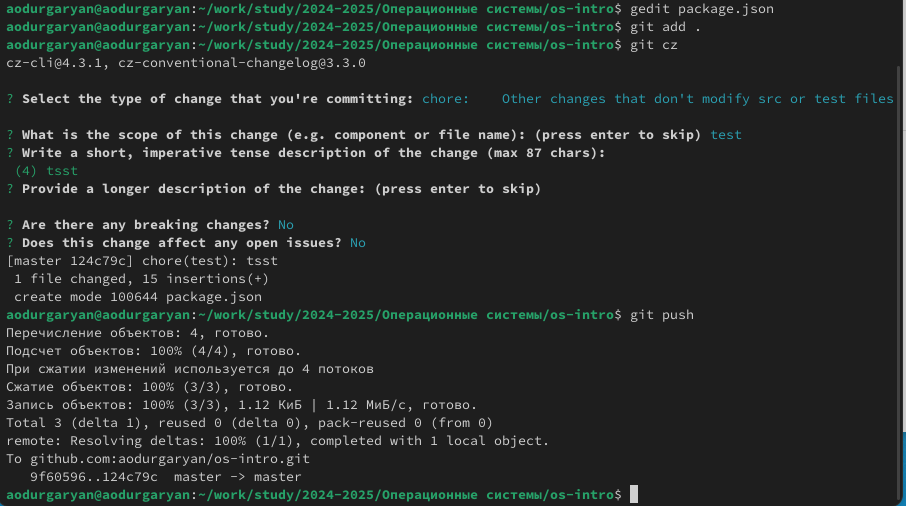 aodurgaryan@aodurgaryan:~/work/study/2024-2025/Операционные системы/os-intro$ gedit package.json
aodurgaryan@aodurgaryan:~/work/study/2024-2025/Операционные системы/os-intro$ git add .
aodurgaryan@aodurgaryan:~/work/study/2024-2025/Операционные системы/os-intro$ git cz
cz-cli@4.3.1, cz-conventional-changelog@3.3.0
? Select the type of change that you're committing: chore:    Other changes that don't modify src or test files
? What is the scope of this change (e.g. component or file name): (press enter to skip) test
? Write a short, imperative tense description of the change (max 87 chars):
 (4) tsst
? Provide a longer description of the change: (press enter to skip)
? Are there any breaking changes? No
? Does this change affect any open issues? No
[master 124c79c] chore(test): tsst
 1 file changed, 15 insertions(+)
 create mode 100644 package.json
aodurgaryan@aodurgaryan:~/work/study/2024-2025/Операционные системы/os-intro$ git push
Перечисление объектов: 4, готово.
Подсчет объектов: 100% (4/4), готово.
При сжатии изменений используется до 4 потоков
Сжатие объектов: 100% (3/3), готово.
Запись объектов: 100% (3/3), 1.12 КиБ | 1.12 МиБ/с, готово.
Total 3 (delta 1), reused 0 (delta 0), pack-reused 0 (from 0)
remote: Resolving deltas: 100% (1/1), completed with 1 local object.
To github.com:aodurgaryan/os-intro.git
   9f60596..124c79c  master -> master
aodurgaryan@aodurgaryan:~/work/study/2024-2025/Операционные системы/os-intro$